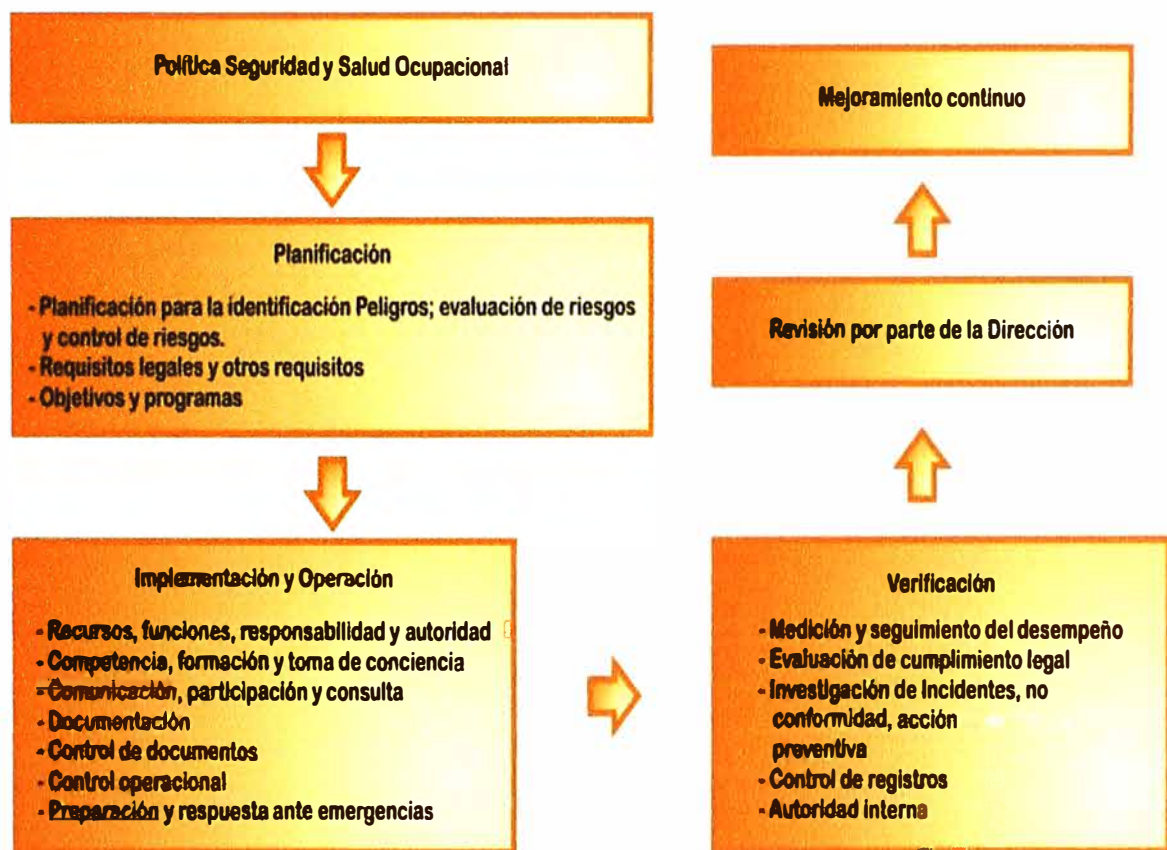 Política Seguridad y Salud Ocupacional
Planificación
- Planificación para la identificación Peligros; evaluación de riesgos
y control de riesgos.
- Requisitos legales y otros requisitos
- Objetivos y programas
Implementación y Operación
- Recursos, funciones, responsabilidad y autoridad
- Competencia, formación y toma de conciencia
- Comunicación, participación y consulta
- Documentación
- Control de documentos
- Control operacional
- Preparación y respuesta ante emergencias
Verificación
- Medición y seguimiento del desempeño
- Evaluación de cumplimiento legal
- Investigación de Incidentes, no
conformidad, acción
preventiva
- Control de registros
- Autoridad interna
Revisión por parte de la Dirección
Mejoramiento continuo